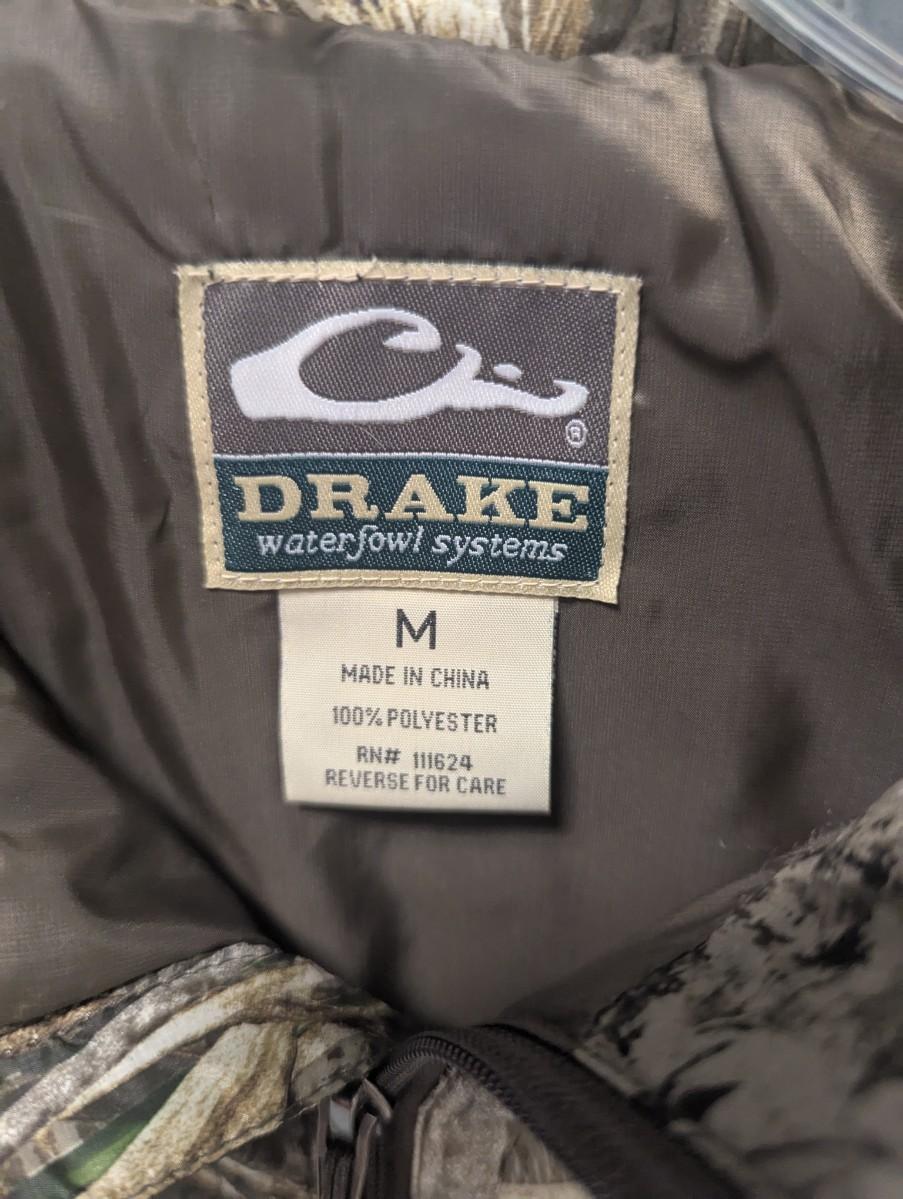 ®
DRAKE
waterfowl systems
M
MADE IN CHINA
100% POLYESTER
RN# 111624
REVERSE FOR CARE